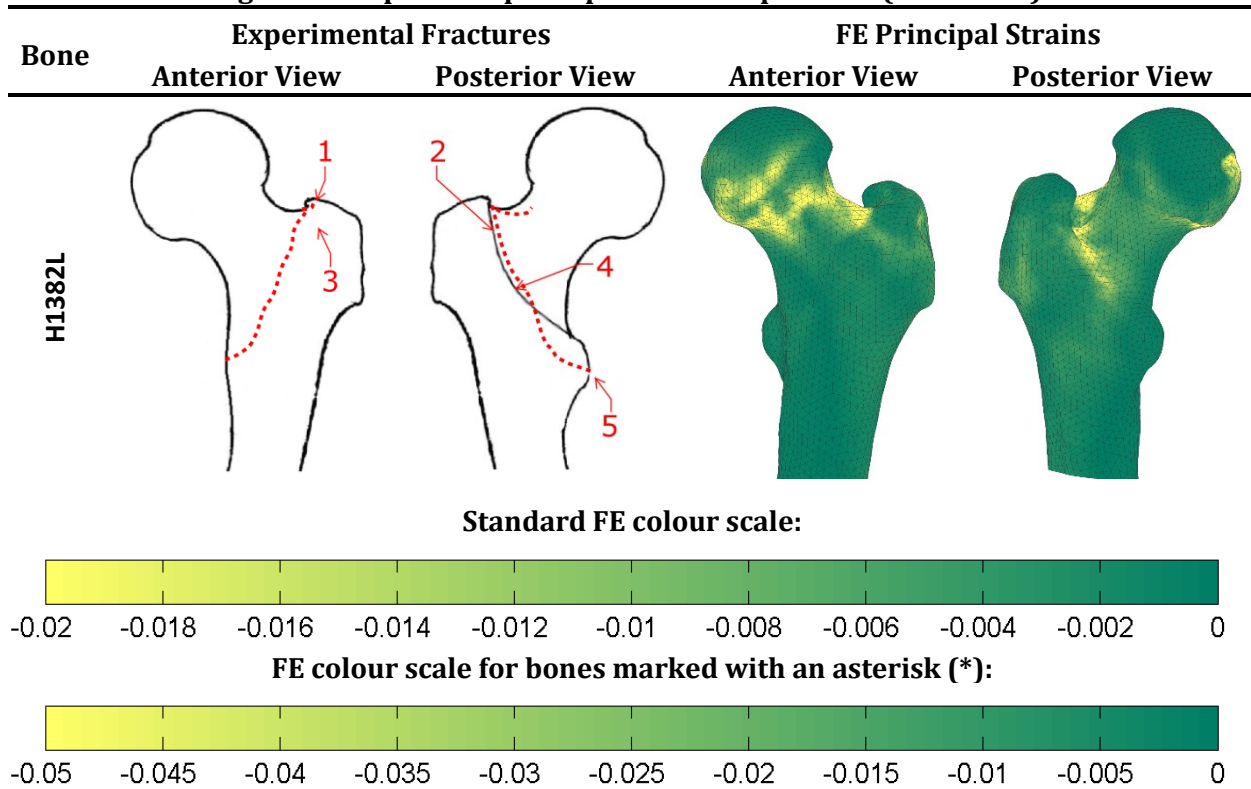 Bone Experimental Fractures FE Principal Strains
Anterior View Posterior View Anterior View Posterior View
H1382L
1
2
3
4
5
Standard FE colour scale:
-0.02 -0.018 -0.016 -0.014 -0.012 -0.01 -0.008 -0.006 -0.004 -0.002 0
FE colour scale for bones marked with an asterisk (*):
-0.05 -0.045 -0.04 -0.035 -0.03 -0.025 -0.02 -0.015 -0.01 -0.005 0